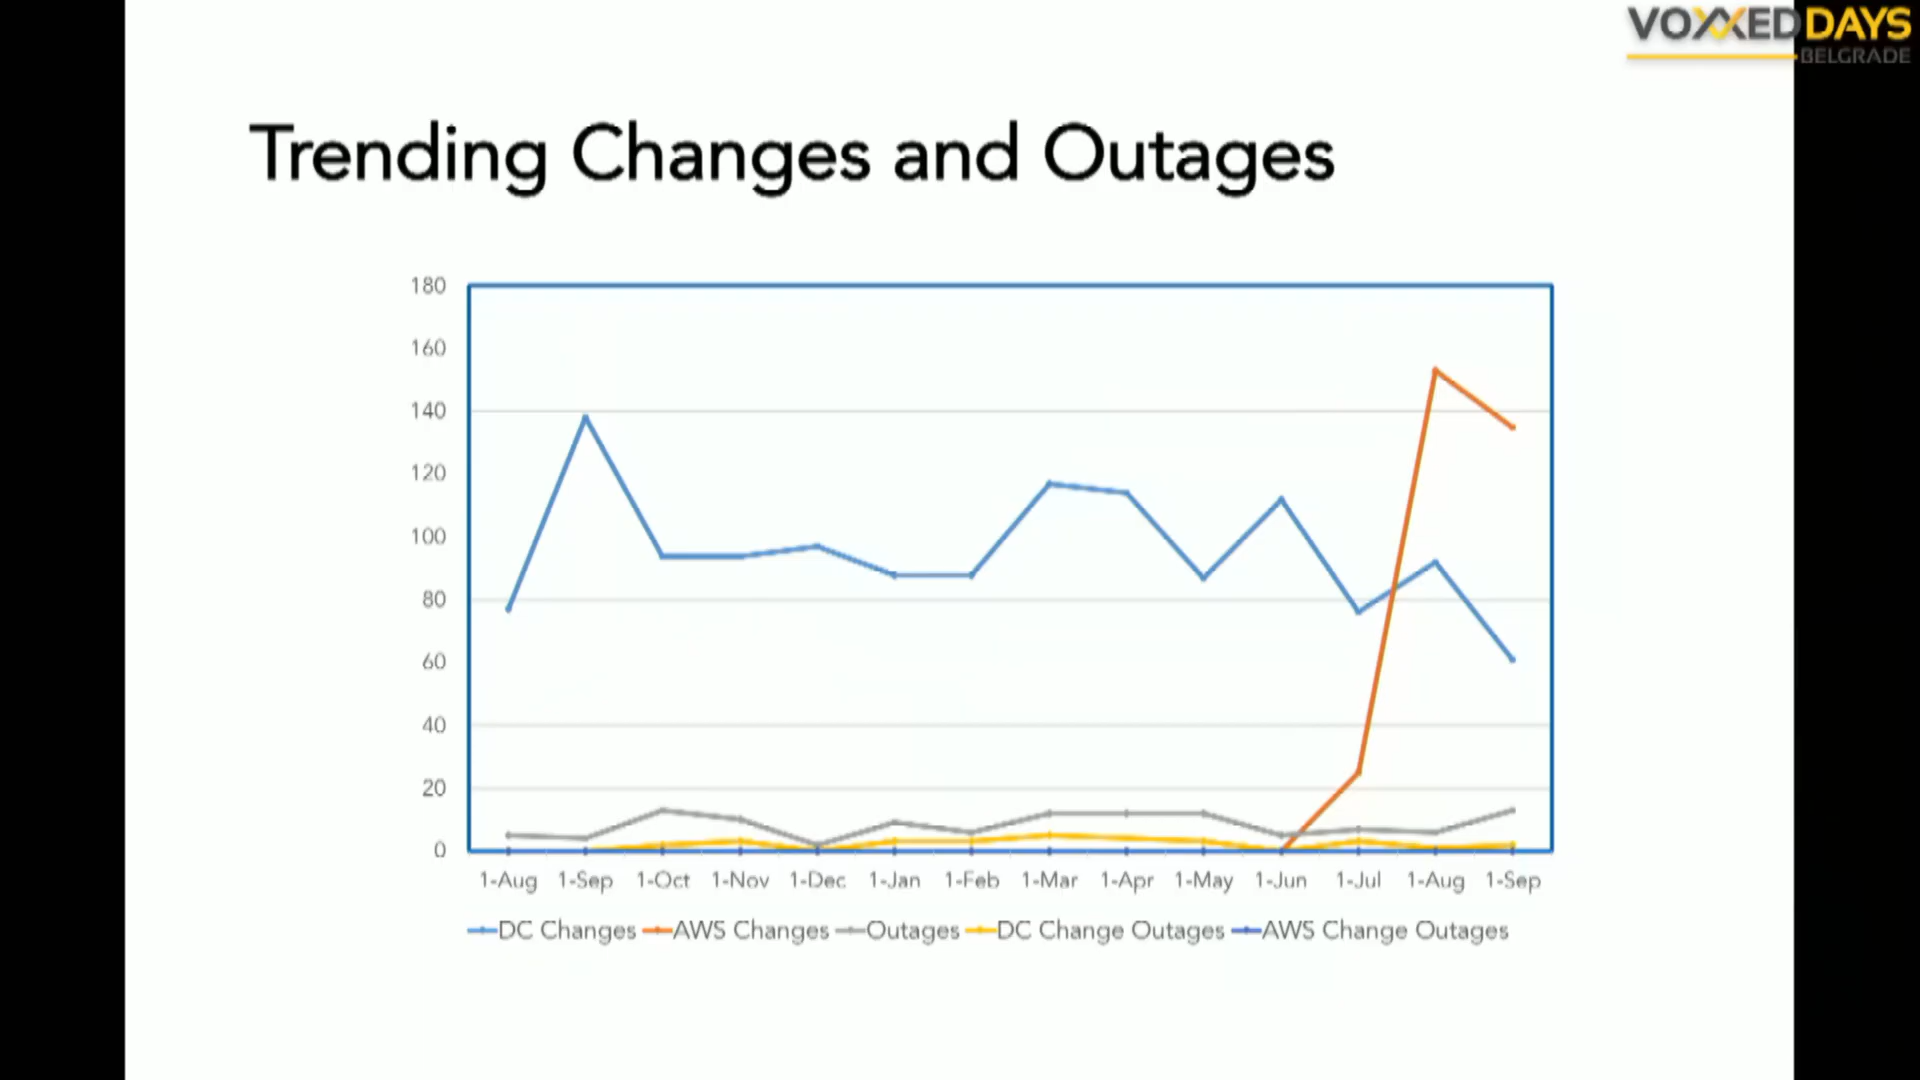 VOXXED DAYS
BELGRADE
Trending Changes and Outages
180
160
140
120
100
80
60
40
20
0
1-Aug 1-Sep 1-Oct 1-Nov 1-Dec 1-Jan 1-Feb 1-Mar 1-Apr 1-May 1-Jun 1-Jul 1-Aug 1-Sep
DC Changes AWS Changes Outages DC Change Outages AWS Change Outages